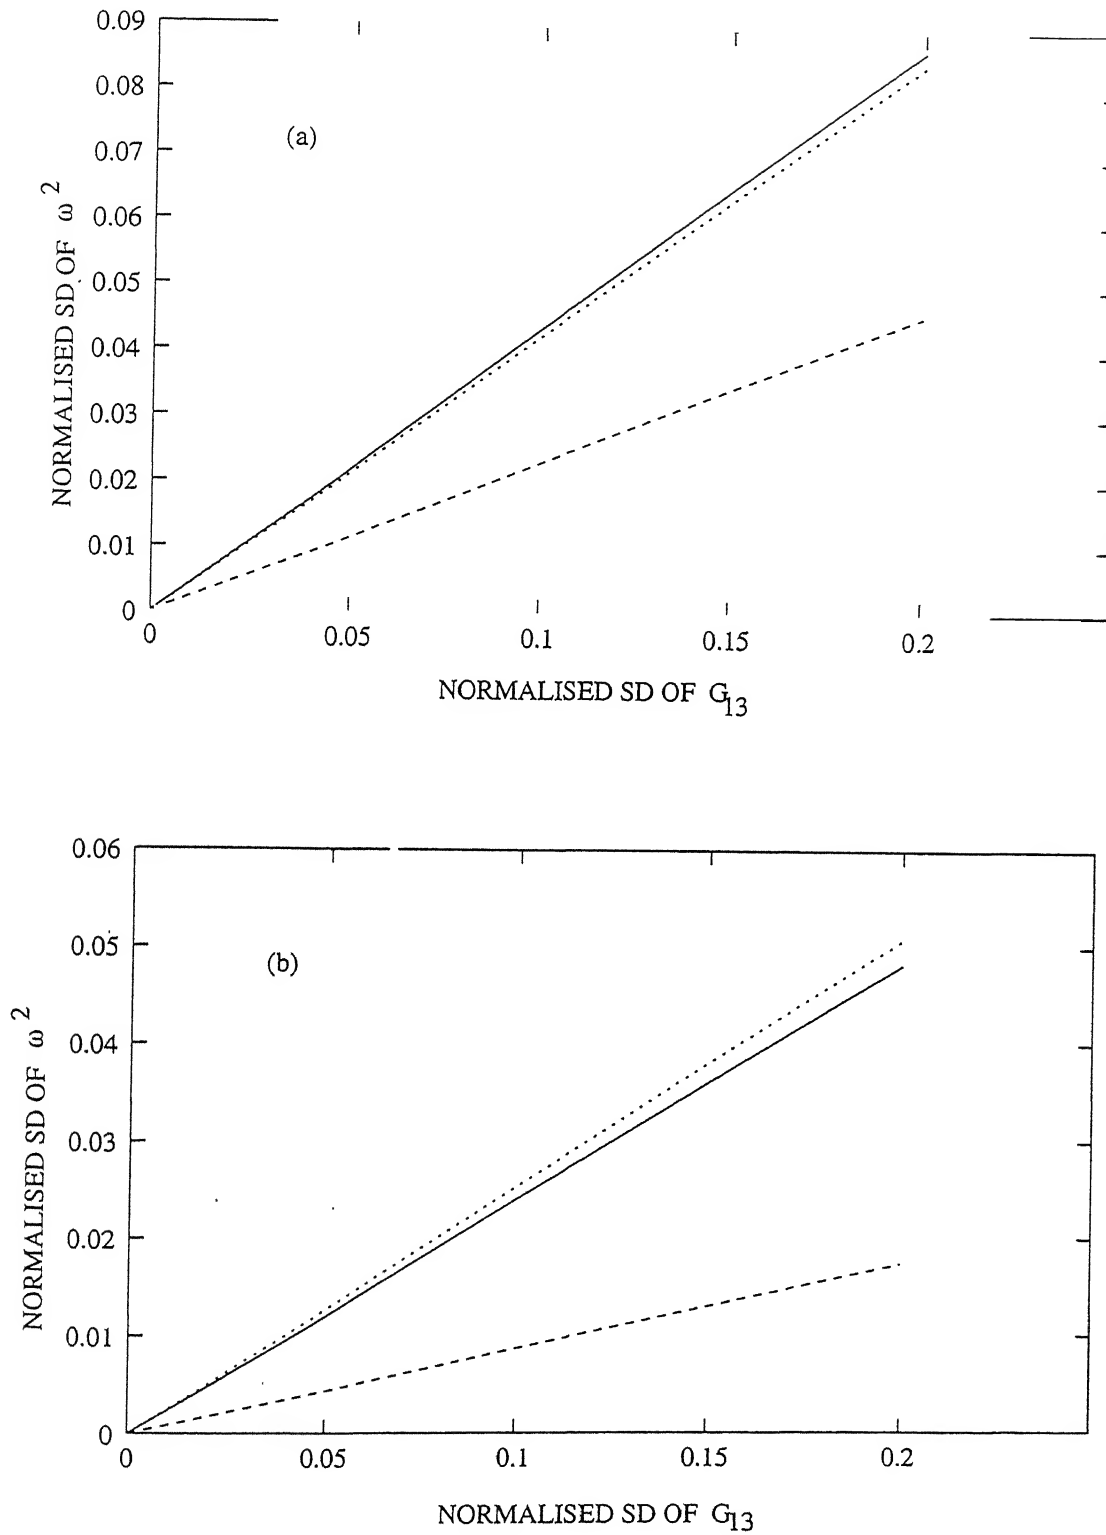 0.09
0.08
(a)
0.07
0.06
0.05
0.04
0.03
0.02
0.01
0
NORMALISED SD OF ω²
0 0.05 0.1 0.15 0.2
NORMALISED SD OF G₁₃
0.06
0.05
(b)
0.04
0.03
0.02
0.01
0
NORMALISED SD OF ω²
0 0.05 0.1 0.15 0.2
NORMALISED SD OF G₁₃